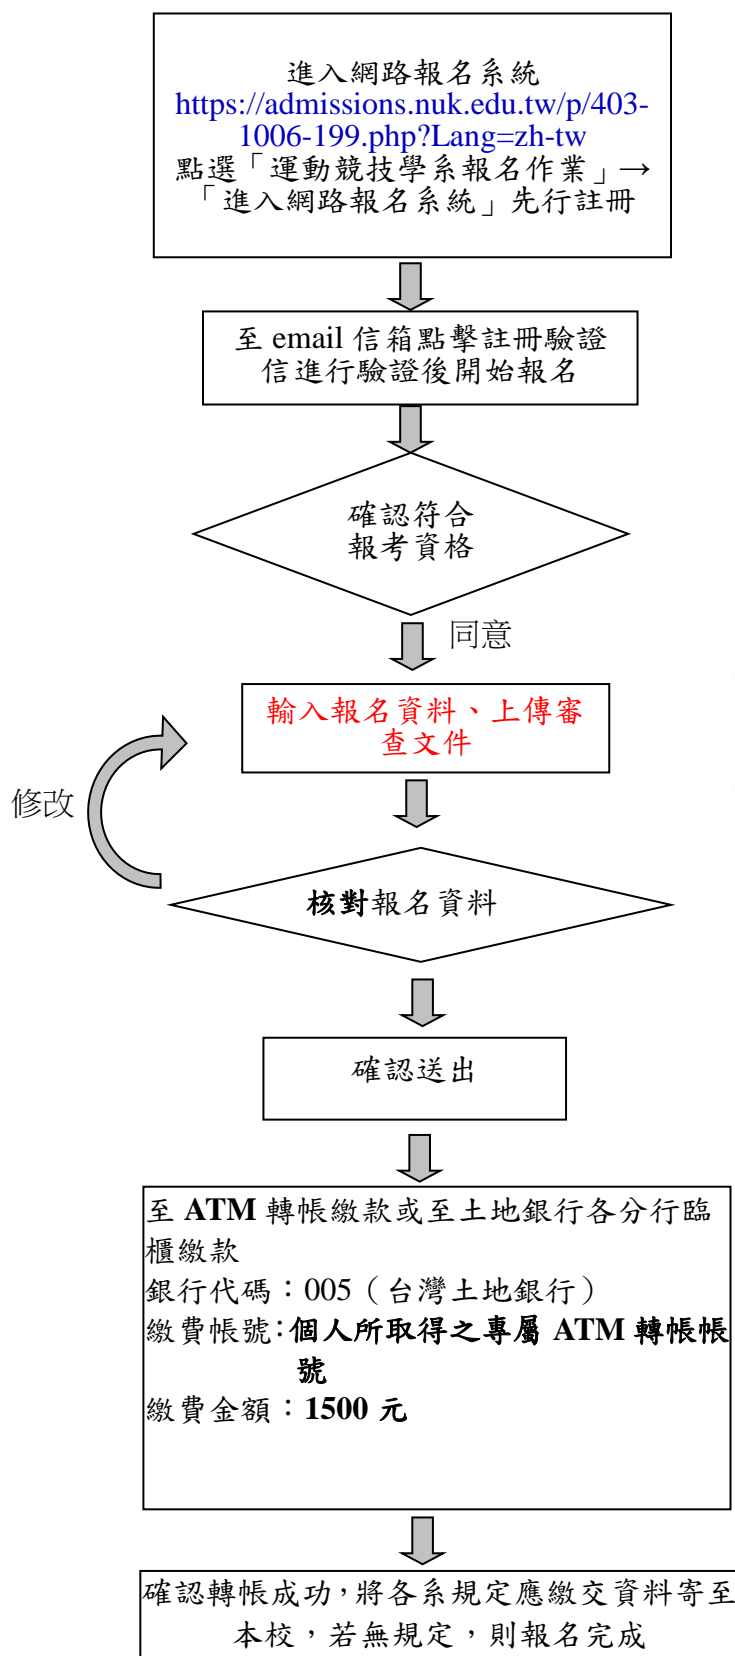 進入網路報名系統
https://admissions.nuk.edu.tw/p/403-
1006-199.php?Lang=zh-tw
點選「運動競技學系報名作業」→
「進入網路報名系統」先行註冊
至 email 信箱點擊註冊驗證
信進行驗證後開始報名
確認符合
報考資格
同意
輸入報名資料、上傳審
查文件
修改
核對報名資料
確認送出
至 ATM 轉帳繳款或至土地銀行各分行臨
櫃繳款
銀行代碼：005（台灣土地銀行）
繳費帳號：個人所取得之專屬 ATM 轉帳帳
號
繳費金額：1500 元
確認轉帳成功，將各系規定應繳交資料寄至
本校，若無規定，則報名完成